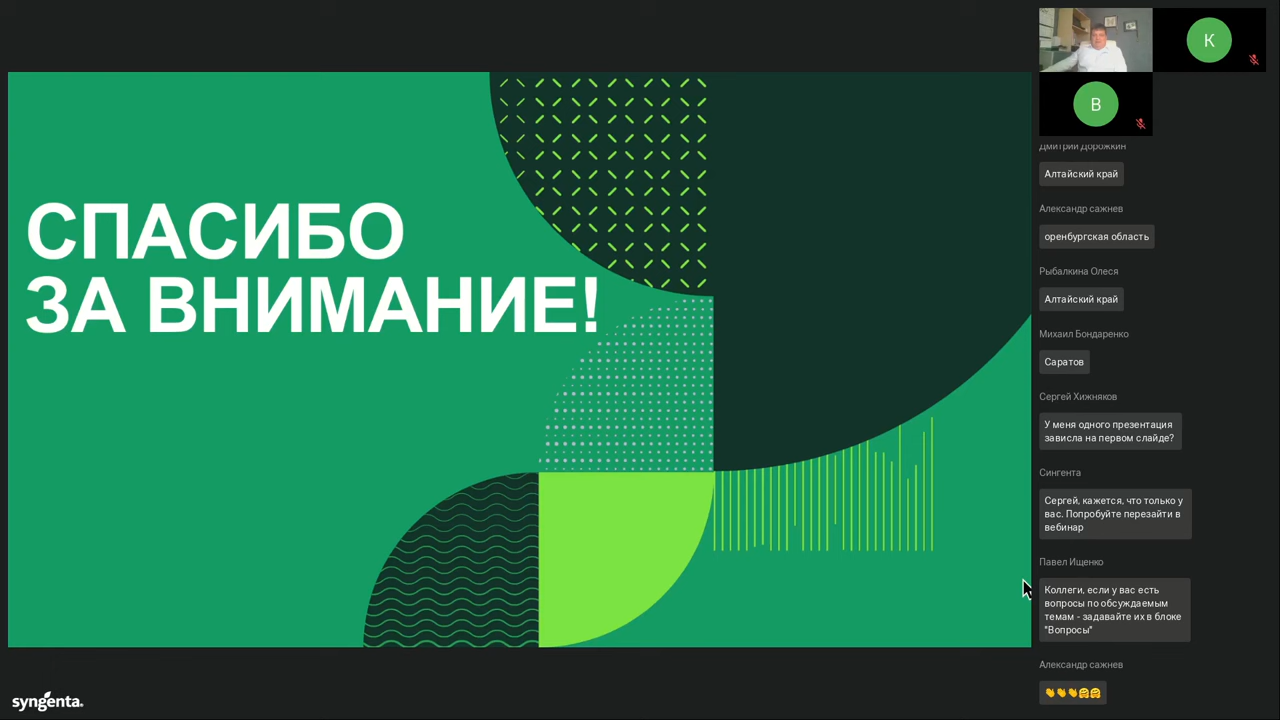 СПАСИБО
ЗА ВНИМАНИЕ!
syngenta
К
В
Дмитрий Дорожкин
Алтайский край
Александр сажнев
оренбургская область
Рыбалкина Олеся
Алтайский край
Михаил Бондаренко
Саратов
Сергей Хижняков
У меня одного презентация
зависла на первом слайде?
Сингента
Сергей, кажется, что только у
вас. Попробуйте перезайти в
вебинар
Павел Ищенко
Коллеги, если у вас есть
вопросы по обсуждаемым
темам - задавайте их в блоке
"Вопросы"
Александр сажнев
👏👏👏🤗🤗